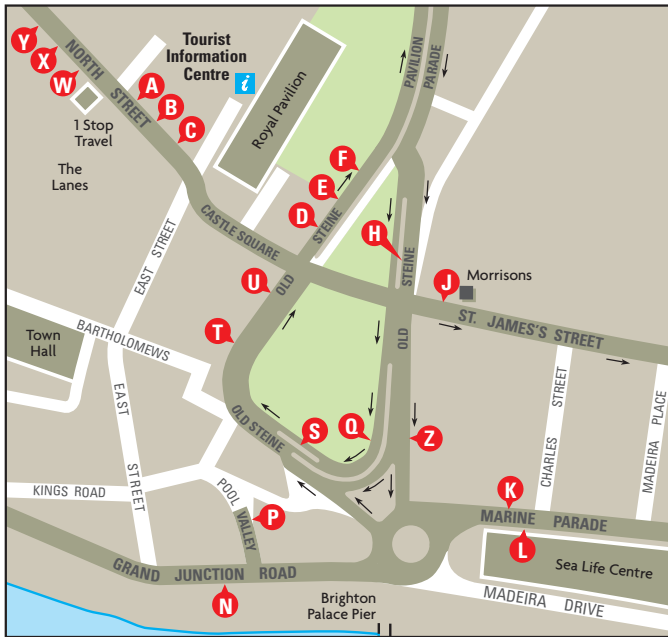 Y
X
W
NORTH
STREET
A
B
C
1 Stop
Travel
The
Lanes
Tourist
Information
Centre
i
Royal Pavilion
PAVILION
PARADE
F
E
D
STEINE
OLD
H
STEINE
OLD
CASTLE SQUARE
EAST STREET
U
T
J
Morrisons
ST. JAMES'S STREET
BARTHOLOMEWS
Town
Hall
EAST
STREET
OLD STEINE
S
Q
Z
CHARLES STREET
MADEIRA PLACE
KINGS ROAD
POOL
VALLEY
P
K
MARINE PARADE
L
Sea Life Centre
GRAND JUNCTION ROAD
N
Brighton
Palace Pier
MADEIRA DRIVE